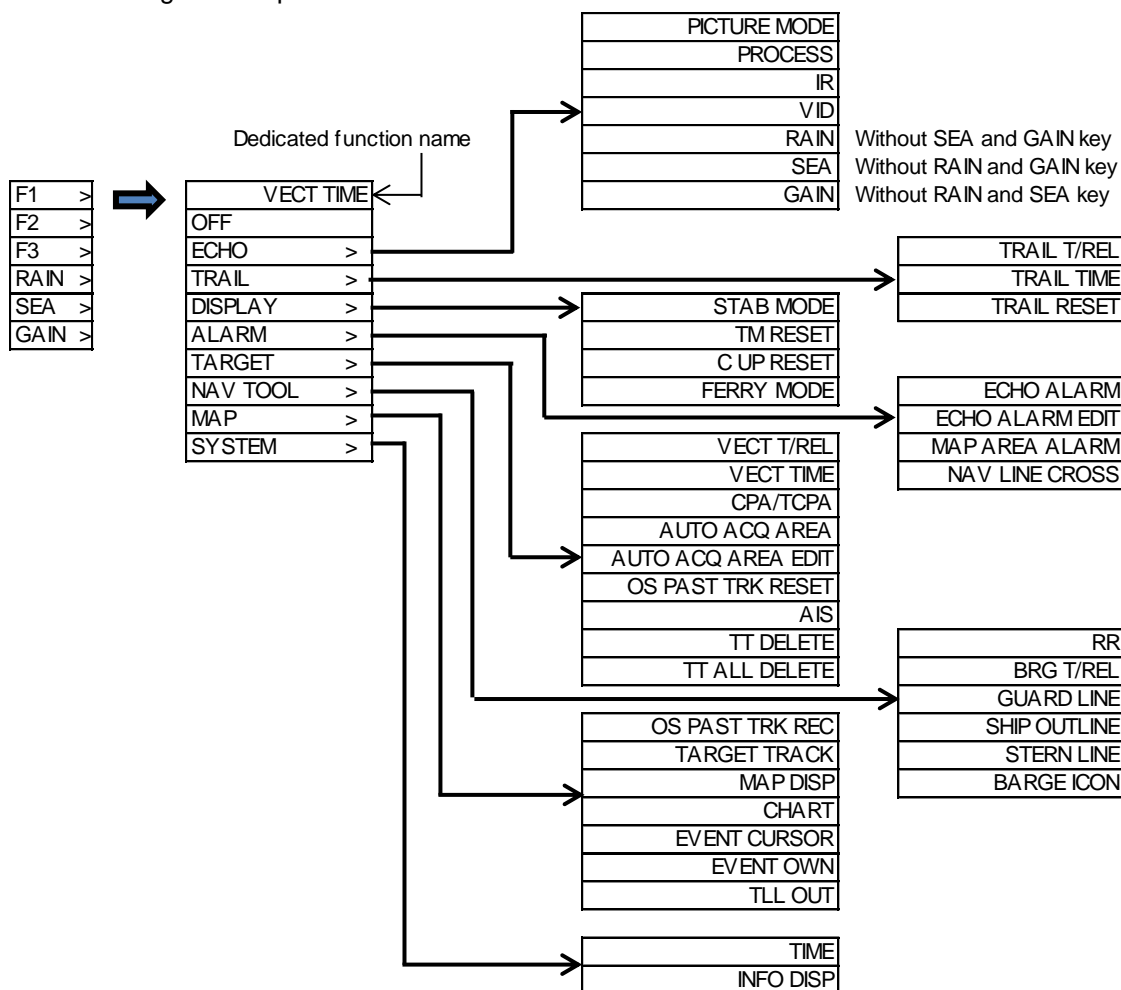 PICTURE MODE
PROCESS
IR
VID
RAIN Without SEA and GAIN key
SEA Without RAIN and GAIN key
GAIN Without RAIN and SEA key
Dedicated function name
F1 >
F2 >
F3 >
RAIN >
SEA >
GAIN >
VECT TIME
OFF
ECHO >
TRAIL >
DISPLAY >
ALARM >
TARGET >
NAV TOOL >
MAP >
SYSTEM >
TRAIL T/REL
TRAIL TIME
TRAIL RESET
STAB MODE
TM RESET
C UP RESET
FERRY MODE
ECHO ALARM
ECHO ALARM EDIT
MAP AREA ALARM
NAV LINE CROSS
VECT T/REL
VECT TIME
CPA/TCPA
AUTO ACQ AREA
AUTO ACQ AREA EDIT
OS PAST TRK RESET
AIS
TT DELETE
TT ALL DELETE
RR
BRG T/REL
GUARD LINE
SHIP OUTLINE
STERN LINE
BARGE ICON
OS PAST TRK REC
TARGET TRACK
MAP DISP
CHART
EVENT CURSOR
EVENT OWN
TLL OUT
TIME
INFO DISP